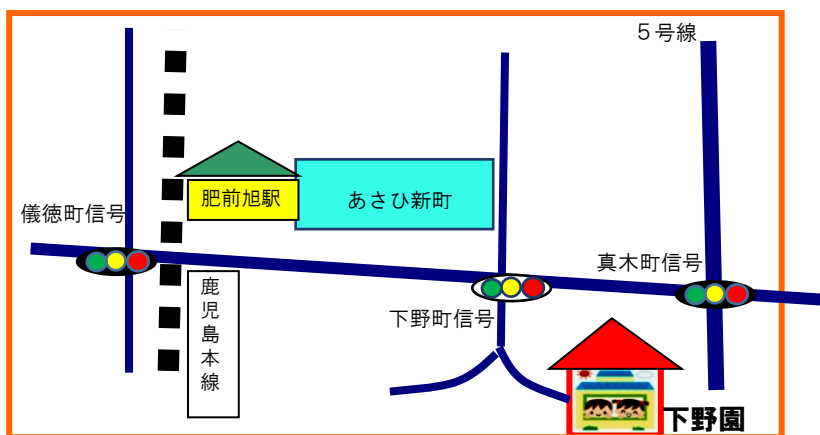 ５号線
肥前旭駅
あさひ新町
儀徳町信号
真木町信号
鹿児島本線
下野町信号
下野園